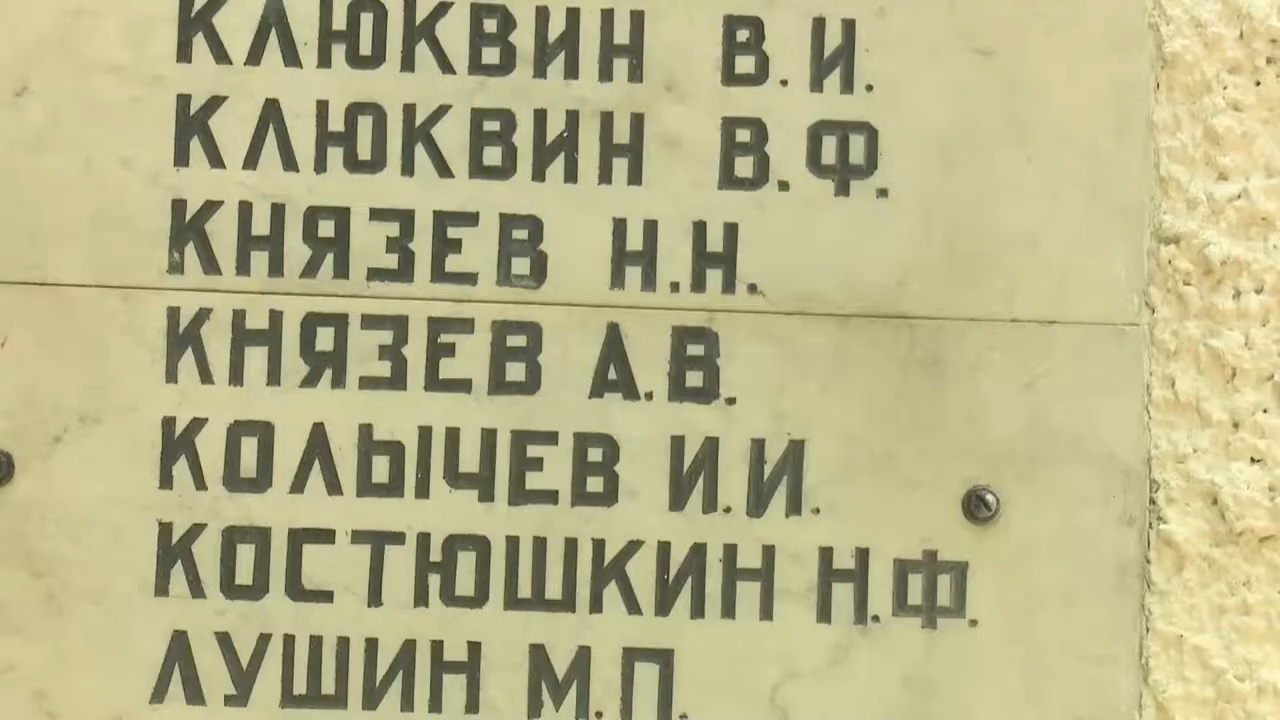 КЛЮКВИН В.И.
КЛЮКВИН В.Ф.
КНЯЗЕВ Н.Н.
КНЯЗЕВ А.В.
КОЛЫЧЕВ И.И.
КОСТЮШКИН Н.Ф.
ЛУШИН М.П.